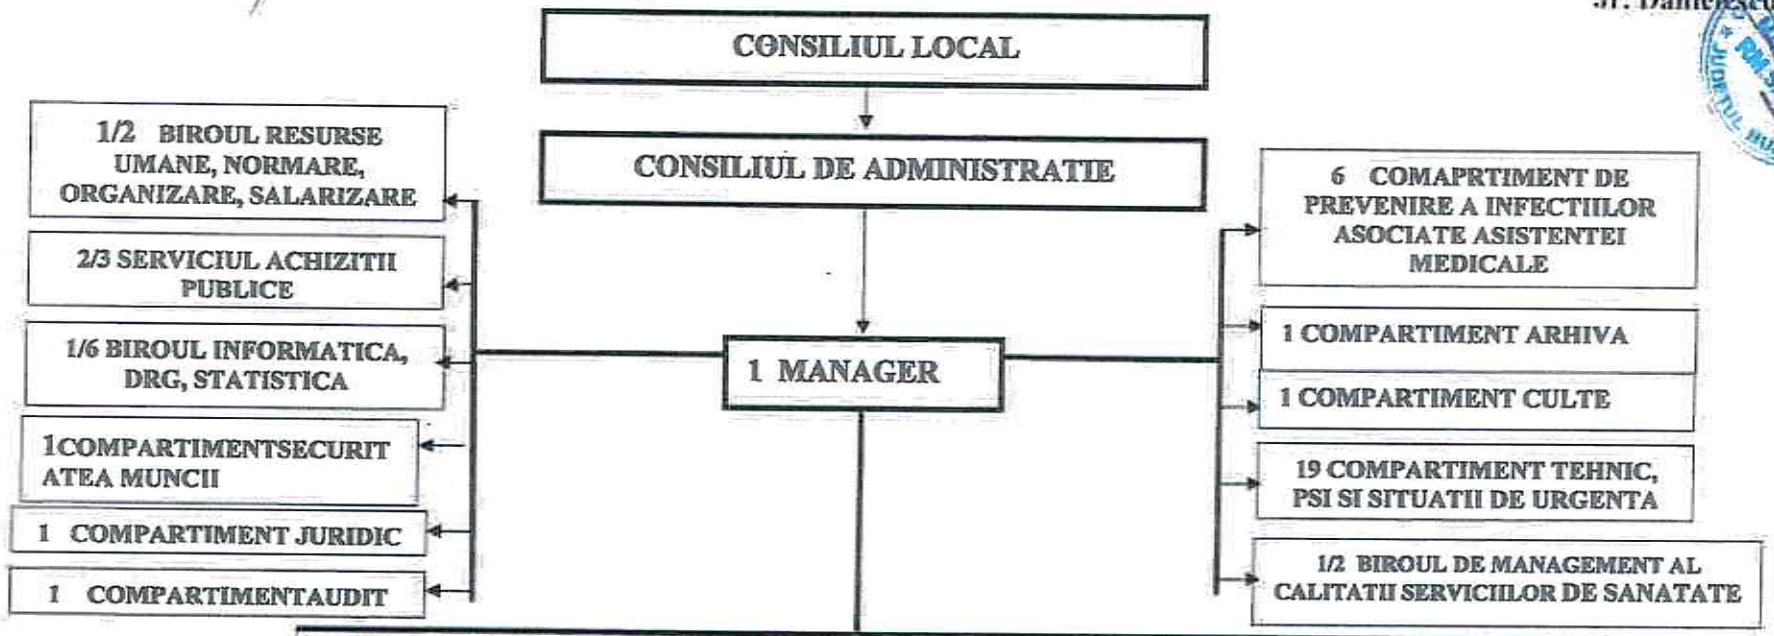 Jr. Danielescu
CONSILIUL LOCAL
CONSILIUL DE ADMINISTRATIE
1/2 BIROUL RESURSE
UMANE, NORMARE,
ORGANIZARE, SALARIZARE
2/3 SERVICIUL ACHIZITII
PUBLICE
1/6 BIROUL INFORMATICA,
DRG, STATISTICA
1COMPARTIMENTSECURIT
ATEA MUNCII
1 COMPARTIMENT JURIDIC
1 COMPARTIMENTAUDIT
1 MANAGER
6 COMAPRTIMENT DE
PREVENIRE A INFECTIILOR
ASOCIATE ASISTENTEI
MEDICALE
1 COMPARTIMENT ARHIVA
1 COMPARTIMENT CULTE
19 COMPARTIMENT TEHNIC,
PSI SI SITUATII DE URGENTA
1/2 BIROUL DE MANAGEMENT AL
CALITATII SERVICIILOR DE SANATATE
JUDETUL